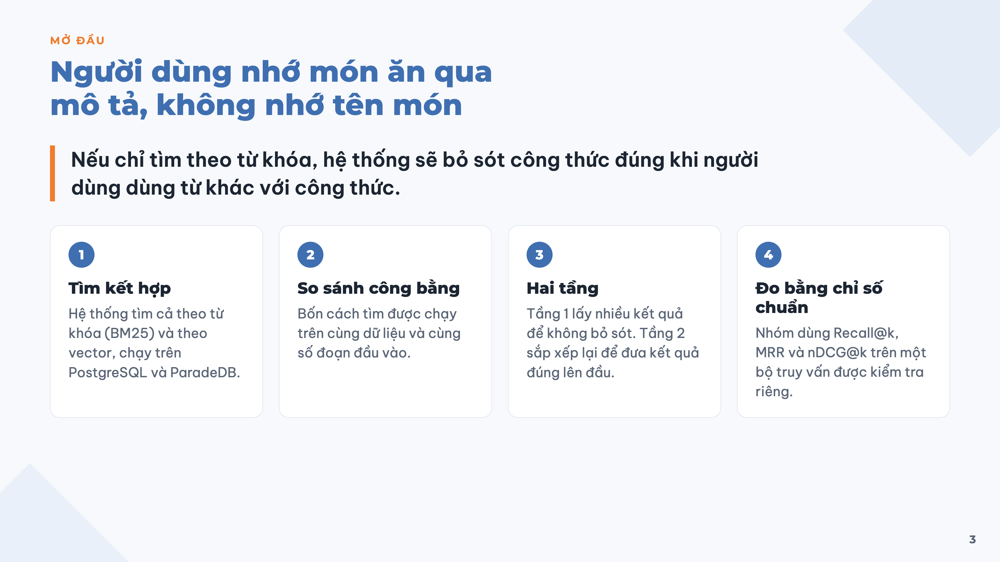 MỞ ĐẦU
Người dùng nhớ món ăn qua
mô tả, không nhớ tên món
Nếu chỉ tìm theo từ khóa, hệ thống sẽ bỏ sót công thức đúng khi người
dùng dùng từ khác với công thức.
1
Tìm kết hợp
Hệ thống tìm cả theo từ
khóa (BM25) và theo
vector, chạy trên
PostgreSQL và ParadeDB.
2
So sánh công bằng
Bốn cách tìm được chạy
trên cùng dữ liệu và cùng
số đoạn đầu vào.
3
Hai tầng
Tầng 1 lấy nhiều kết quả
để không bỏ sót. Tầng 2
sắp xếp lại để đưa kết quả
đúng lên đầu.
4
Đo bằng chỉ số
chuẩn
Nhóm dùng Recall@k,
MRR và nDCG@k trên một
bộ truy vấn được kiểm tra
riêng.
3